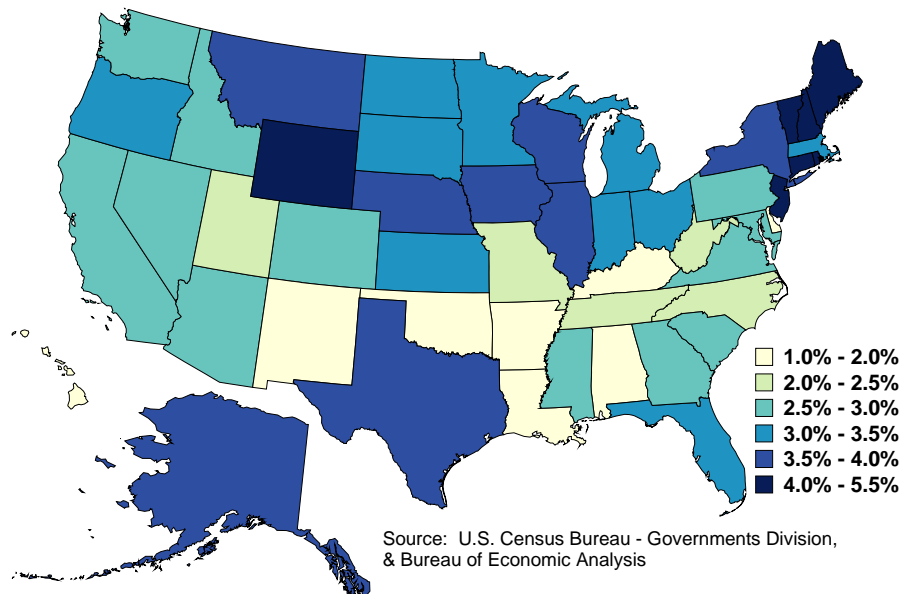 1.0% - 2.0%
2.0% - 2.5%
2.5% - 3.0%
3.0% - 3.5%
3.5% - 4.0%
4.0% - 5.5%
Source:  U.S. Census Bureau - Governments Division,
& Bureau of Economic Analysis